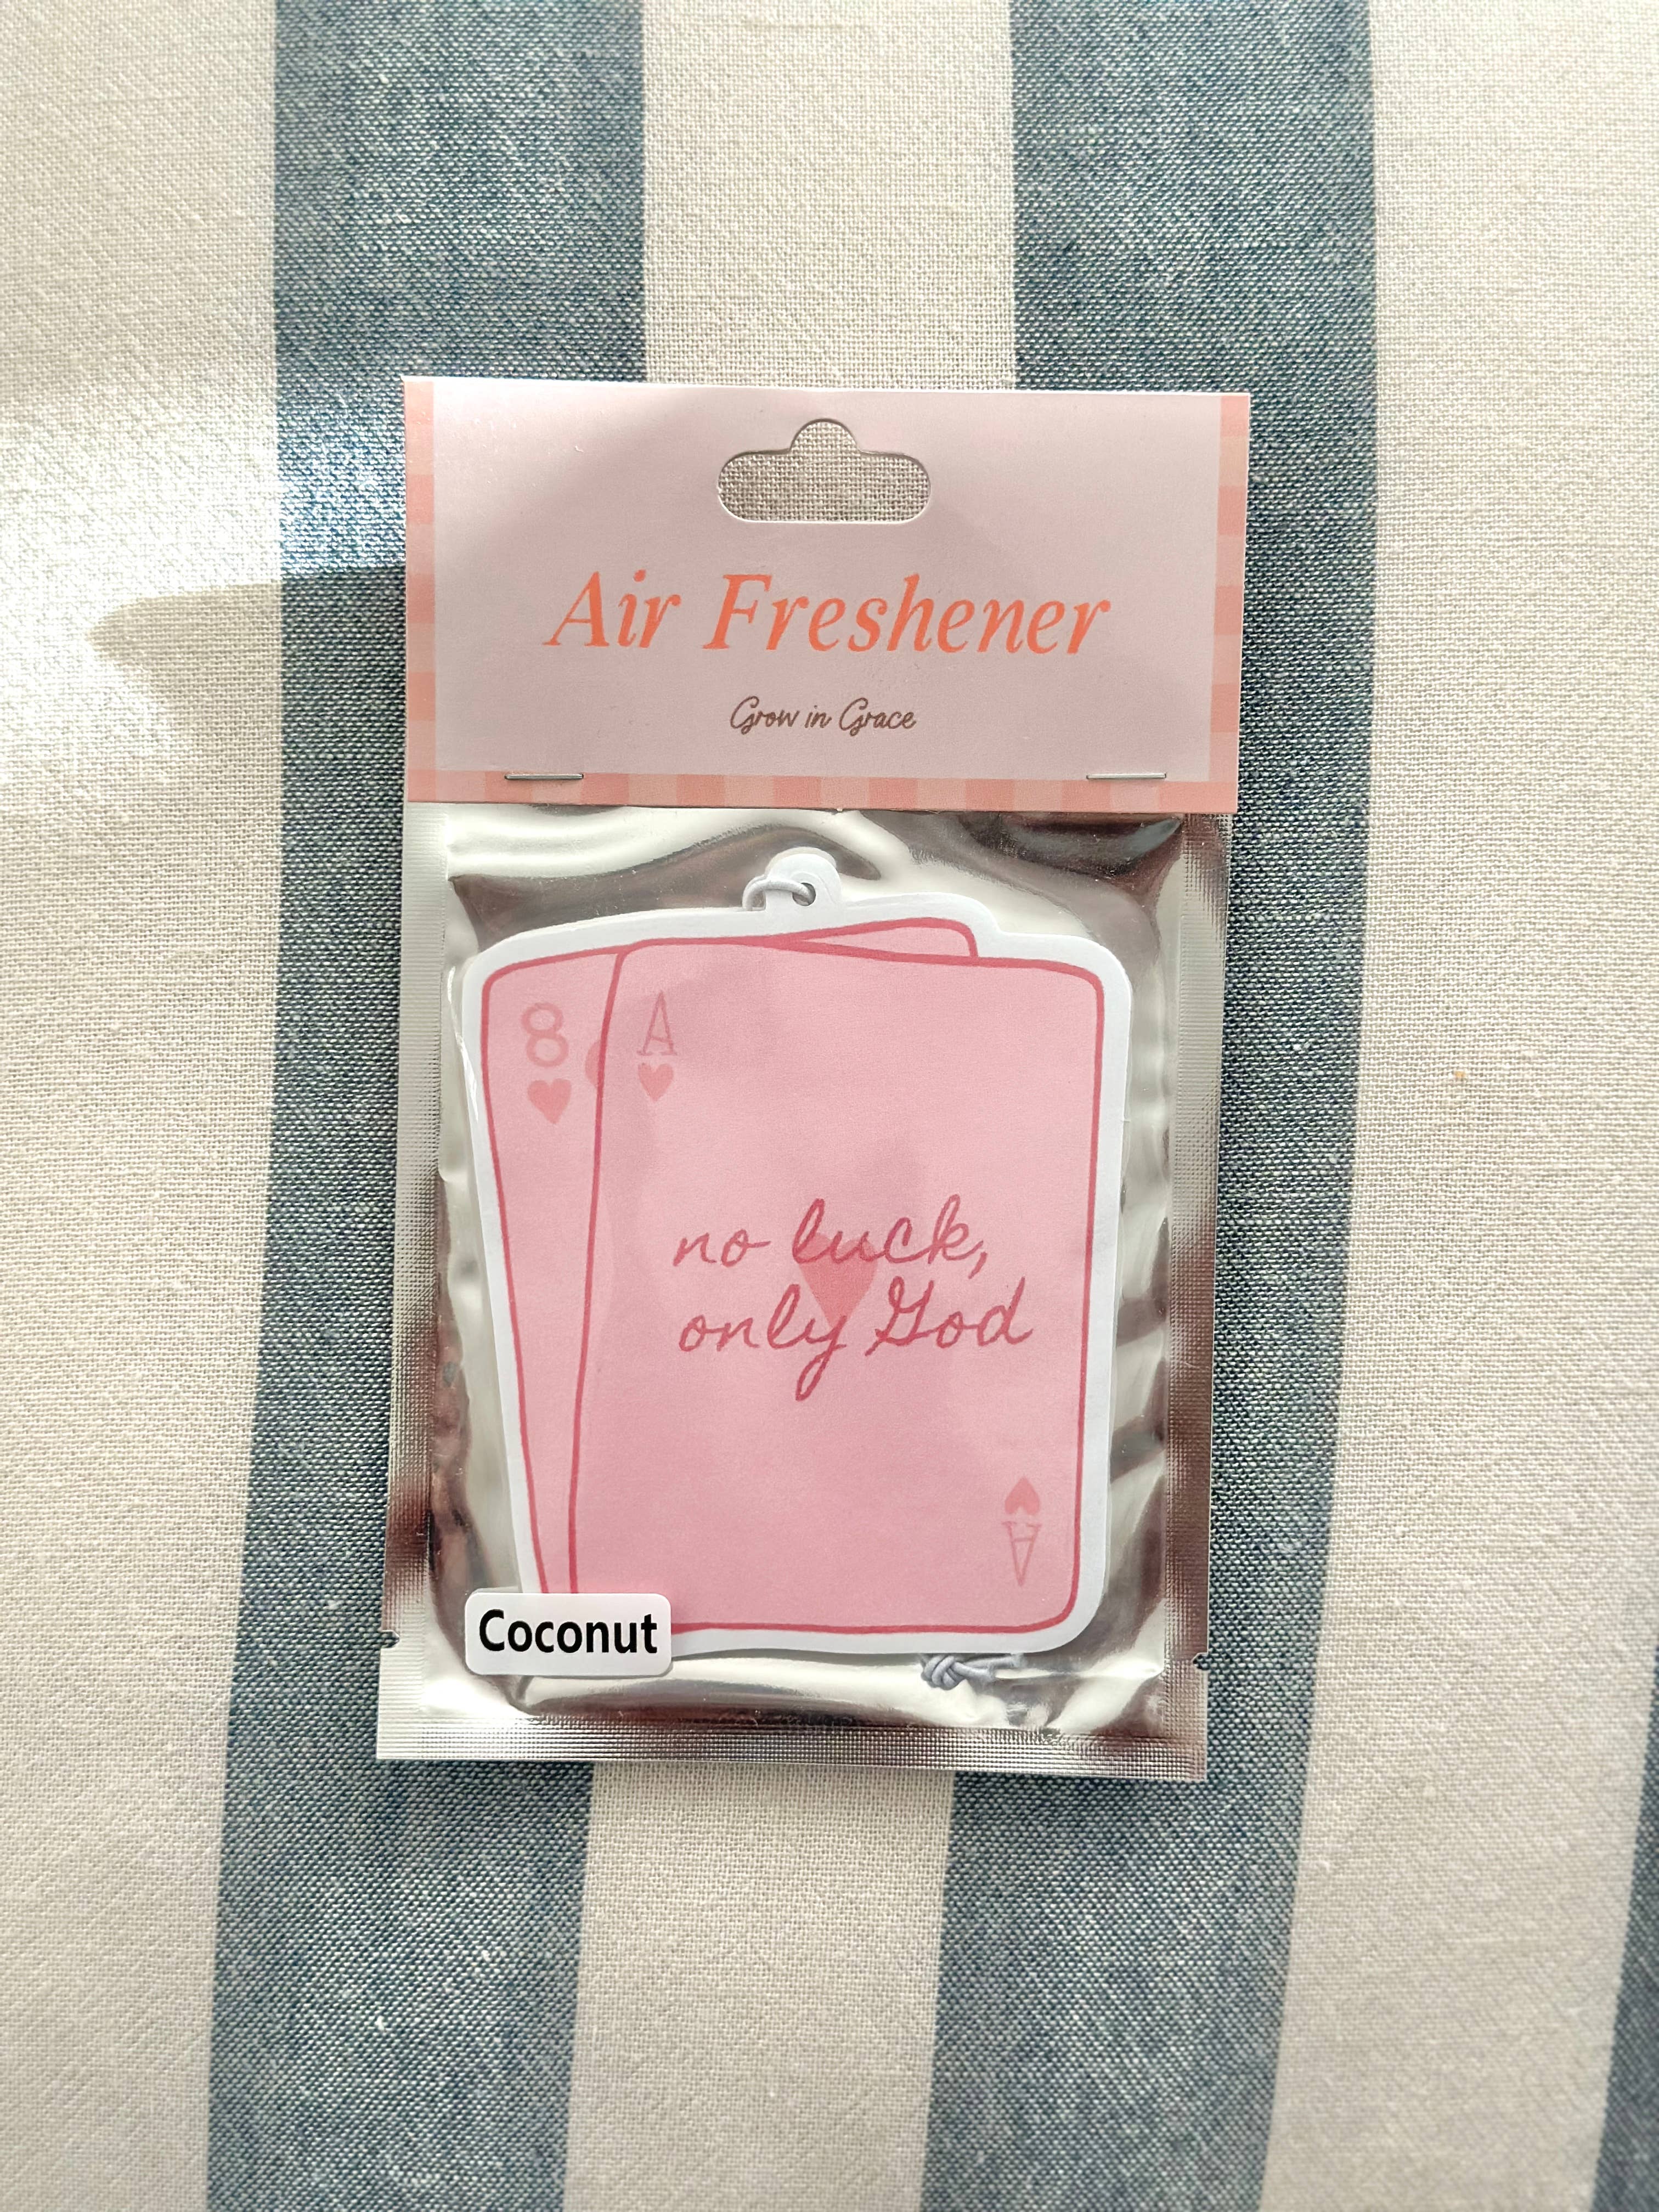 Air Freshener
Grow in Grace
8
A
no luck,
only God
A
Coconut